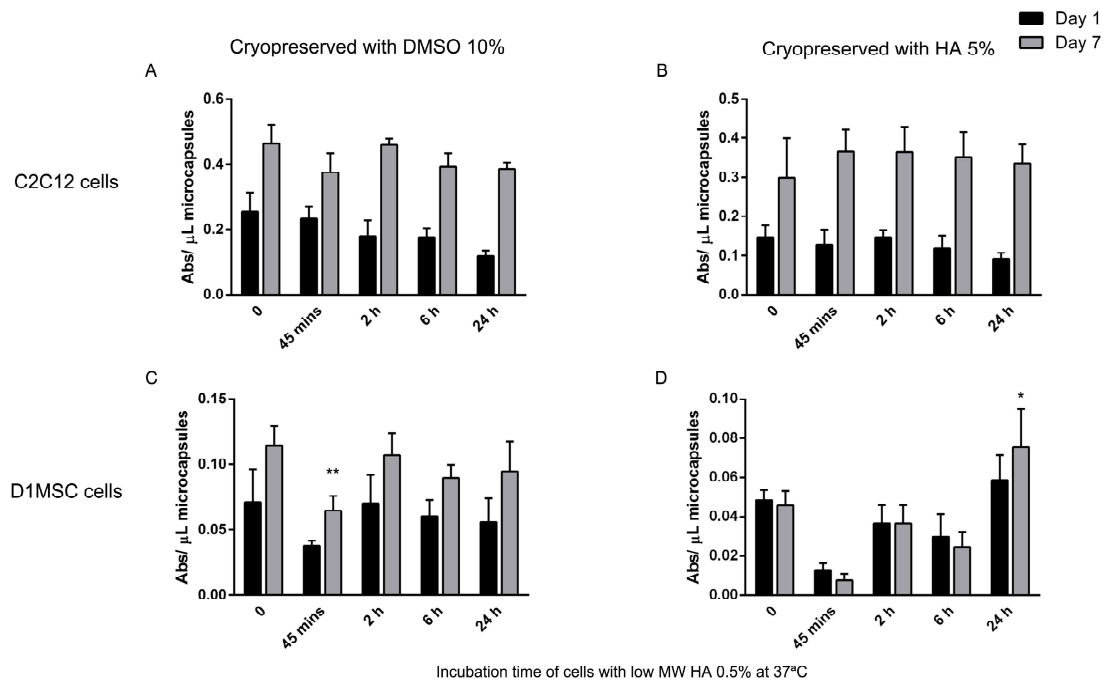 Day 1
Day 7
Cryopreserved with DMSO 10%
Cryopreserved with HA 5%
C2C12 cells
A
Abs/ μL microcapsules
0.6
0.4
0.2
0.0
0
45 mins
2 h
6 h
24 h
B
Abs/ μL microcapsules
0.5
0.4
0.3
0.2
0.1
0.0
0
45 mins
2 h
6 h
24 h
D1MSC cells
C
Abs/ μL microcapsules
0.15
0.10
0.05
0.00
**
0
45 mins
2 h
6 h
24 h
D
Abs/ μL microcapsules
0.10
0.08
0.06
0.04
0.02
0.00
*
0
45 mins
2 h
6 h
24 h
Incubation time of cells with low MW HA 0.5% at 37ªC